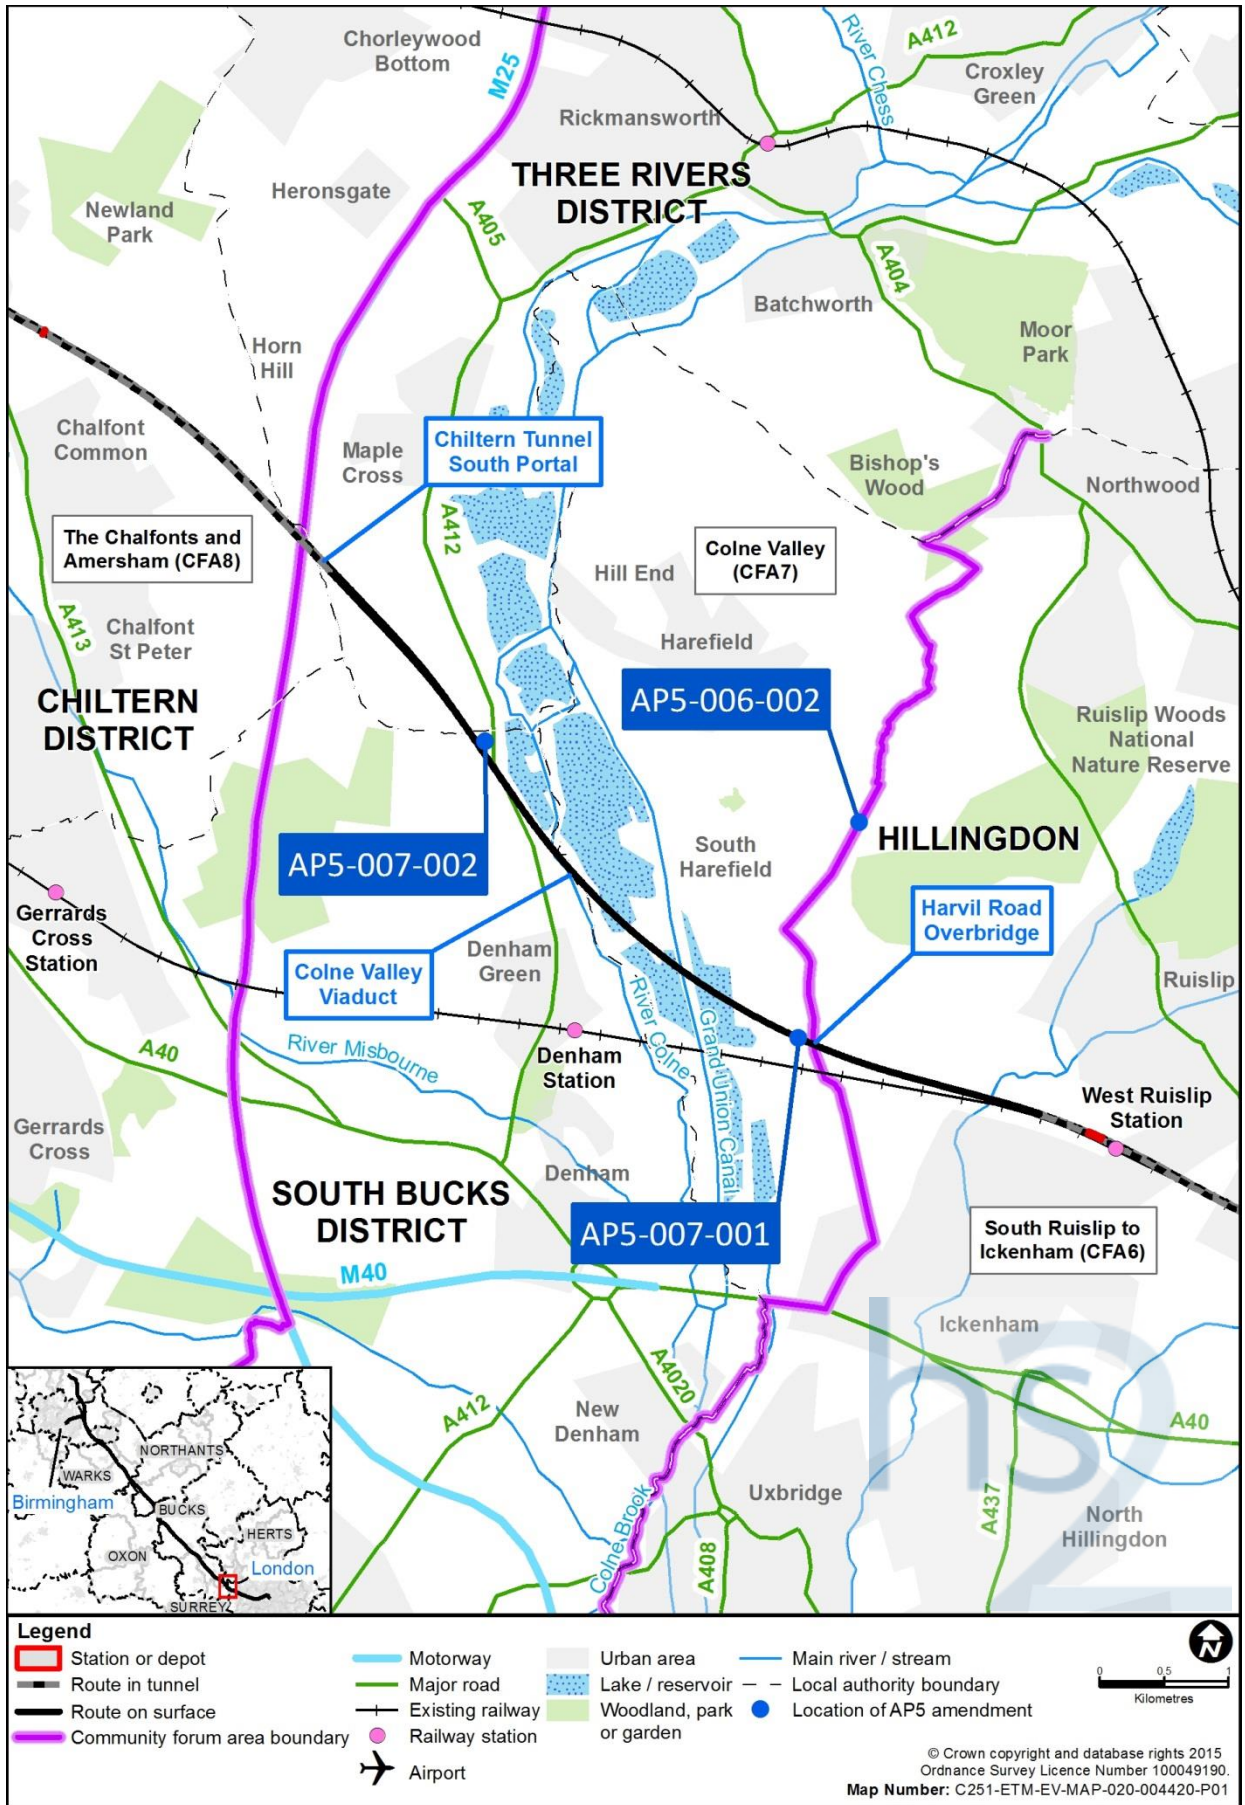 Chorleywood
Bottom
M25
River Chess
A412
Croxley
Green
Rickmansworth
THREE RIVERS
DISTRICT
Heronsgate
Newland
Park
A405
A404
Batchworth
Moor
Park
Horn
Hill
Chalfont
Common
Maple
Cross
Chiltern Tunnel
South Portal
Bishop's
Wood
Northwood
The Chalfonts and
Amersham (CFA8)
A412
Colne Valley
(CFA7)
Hill End
A413
Chalfont
St Peter
Harefield
CHILTERN
DISTRICT
AP5-006-002
Ruislip Woods
National
Nature Reserve
AP5-007-002
South
Harefield
HILLINGDON
Gerrards
Cross
Station
Harvil Road
Overbridge
Denham
Green
Colne Valley
Viaduct
Ruislip
A40
River Misbourne
Denham
Station
River Colne
Grand Union Canal
West Ruislip
Station
Gerrards
Cross
Denham
SOUTH BUCKS
DISTRICT
AP5-007-001
South Ruislip to
Ickenham (CFA6)
M40
Ickenham
hs2
A4020
A412
New
Denham
A40
A437
Uxbridge
North
Hillingdon
Colne Brook
A408
NORTHANTS
WARKS
Birmingham
BUCKS
HERTS
OXON
London
SURREY
Legend
Station or depot
Route in tunnel
Route on surface
Community forum area boundary
Motorway
Major road
Existing railway
Railway station
Airport
Urban area
Lake / reservoir
Woodland, park
or garden
Main river / stream
Local authority boundary
Location of AP5 amendment
N
0 0.5 1
Kilometres
© Crown copyright and database rights 2015
Ordnance Survey Licence Number 100049190.
Map Number: C251-ETM-EV-MAP-020-004420-P01